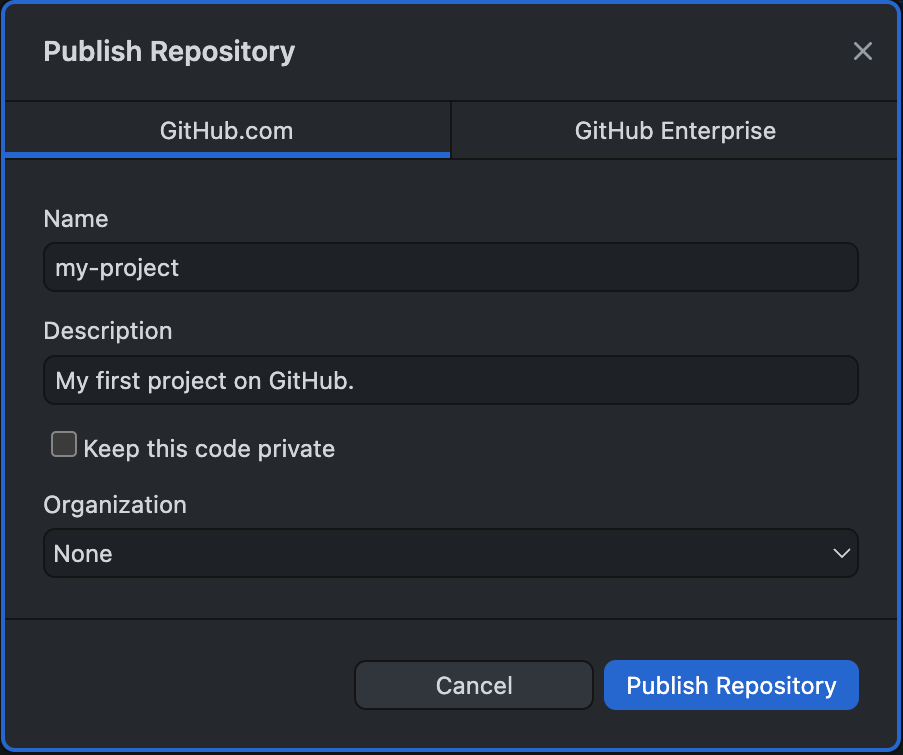 Publish Repository
GitHub.com
GitHub Enterprise
Name
my-project
Description
My first project on GitHub.
Keep this code private
Organization
None
Cancel
Publish Repository